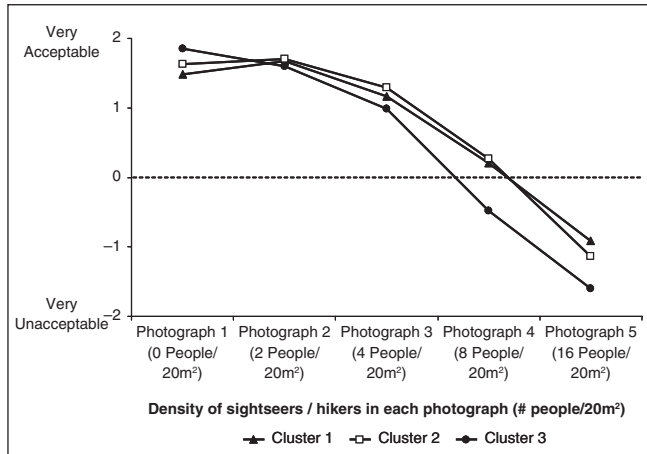 Very
Acceptable
2
1
0
–1
Very
Unacceptable
–2
Photograph 1 Photograph 2 Photograph 3 Photograph 4 Photograph 5
(0 People/ (2 People/ (4 People/ (8 People/ (16 People/
20m²) 20m²) 20m²) 20m²) 20m²)
Density of sightseers / hikers in each photograph (# people/20m²)
Cluster 1 Cluster 2 Cluster 3